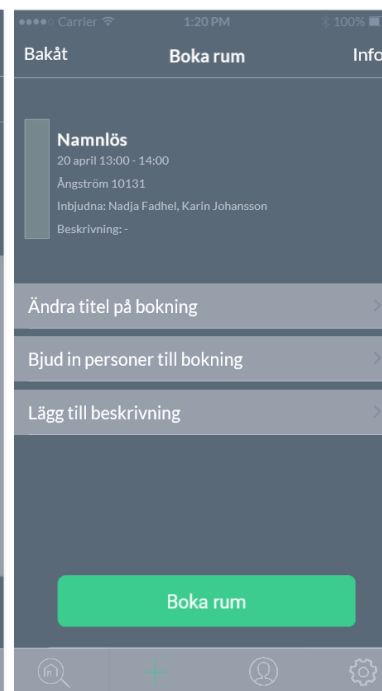 Carrier 1:20 PM 100%
Bakåt Boka rum Info
Namnlös
20 april 13:00 - 14:00
Ångström 10131
Inbjudna: Nadja Fadhel, Karin Johansson
Beskrivning: -
Ändra titel på bokning
Bjud in personer till bokning
Lägg till beskrivning
Boka rum